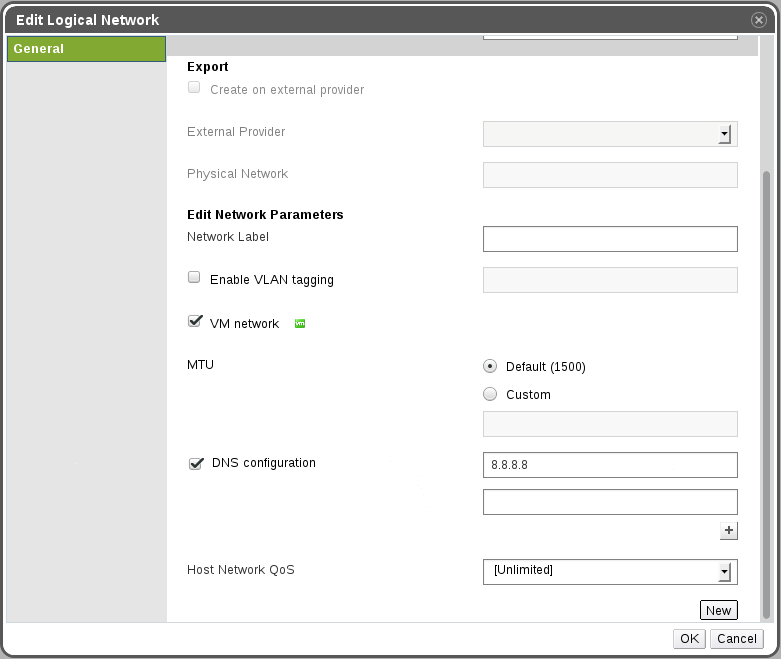 Edit Logical Network
General
Export
Create on external provider
External Provider
Physical Network
Edit Network Parameters
Network Label
Enable VLAN tagging
VM network vm
MTU
Default (1500)
Custom
DNS configuration
8.8.8.8
+
Host Network QoS
[Unlimited]
New
OK Cancel